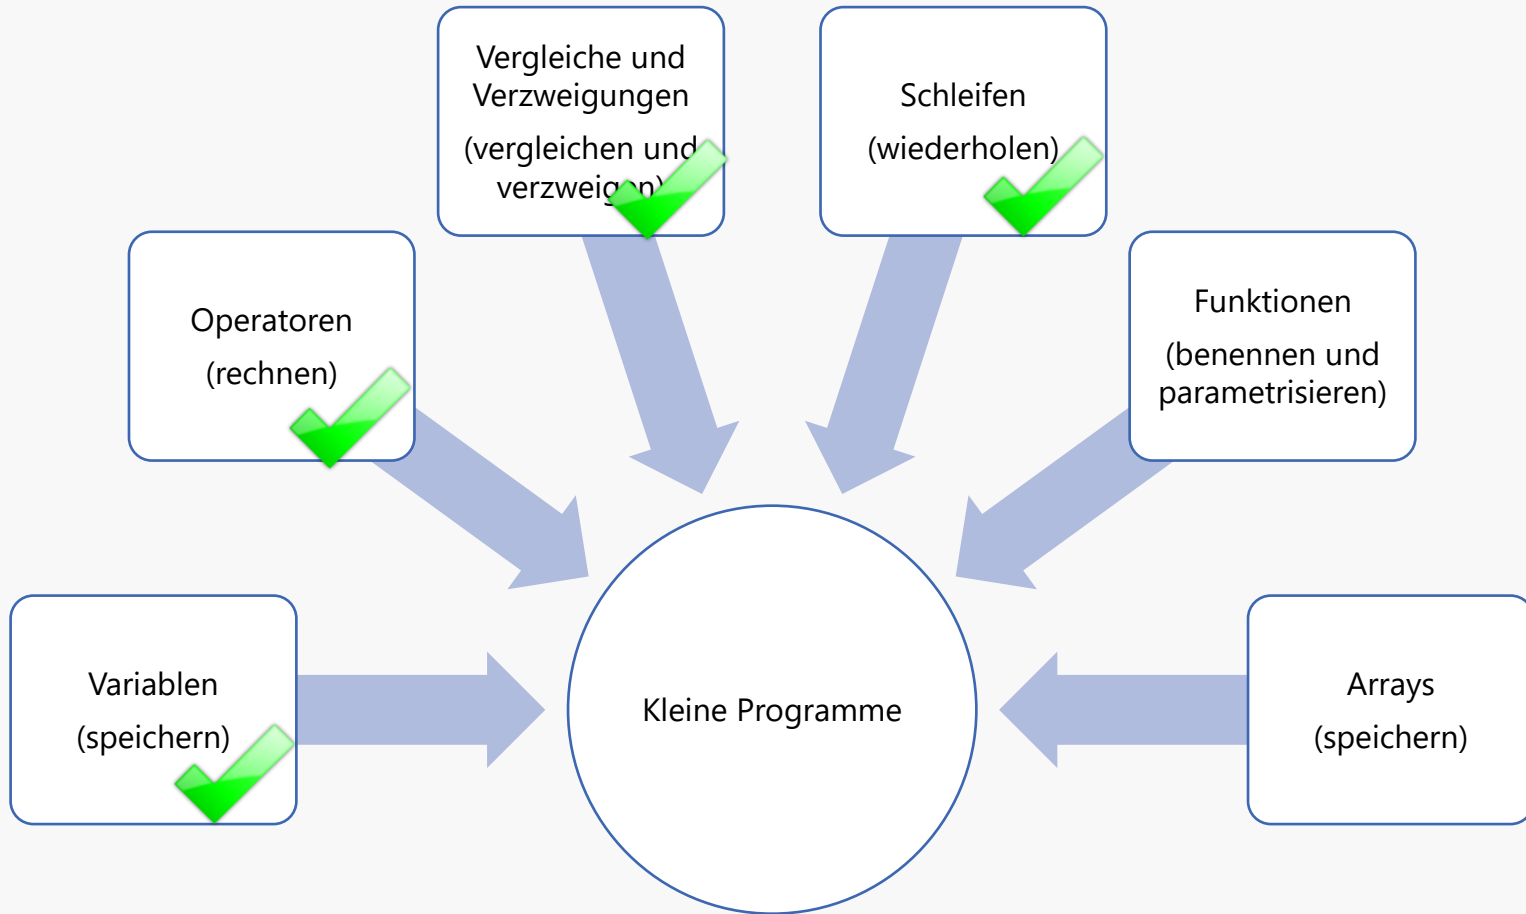 Vergleiche und
Verzweigungen
(vergleichen und
verzweigen)
Schleifen
(wiederholen)
Operatoren
(rechnen)
Funktionen
(benennen und
parametrisieren)
Variablen
(speichern)
Kleine Programme
Arrays
(speichern)